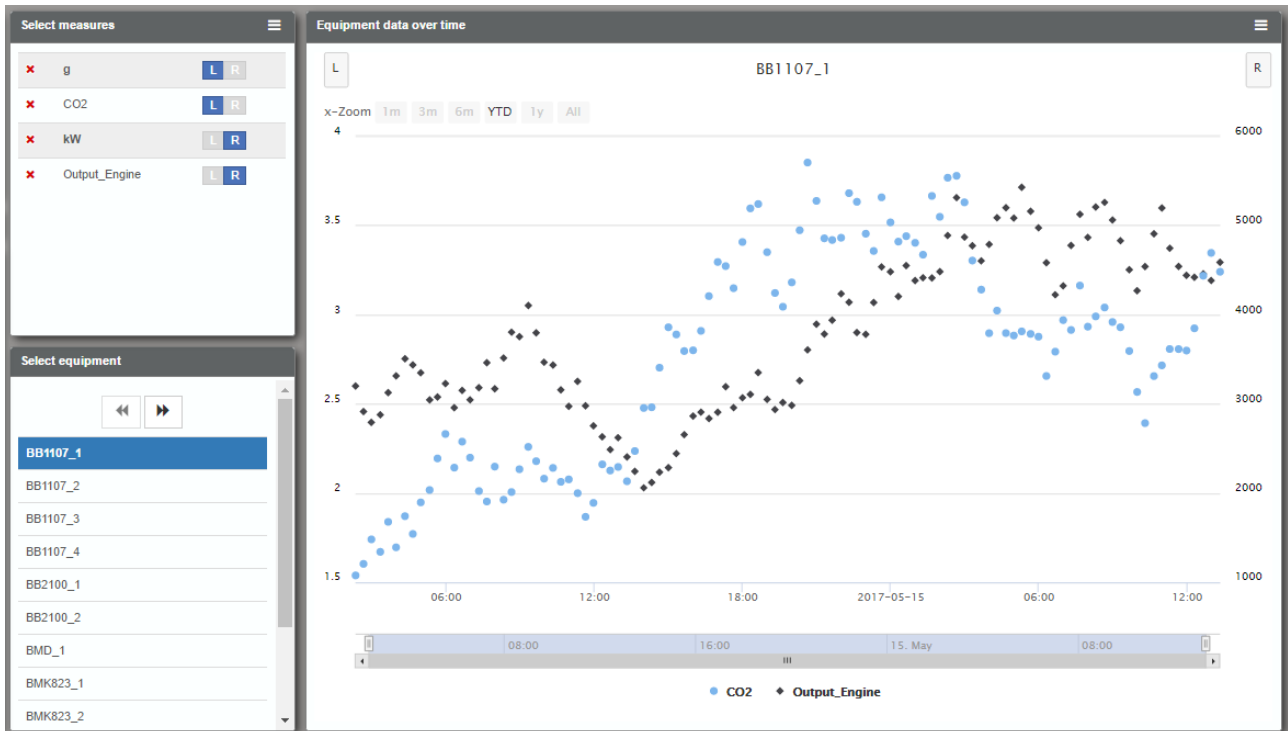 Select measures
g L R
CO2 L R
kW L R
Output_Engine L R
Select equipment
BB1107_1
BB1107_2
BB1107_3
BB1107_4
BB2100_1
BB2100_2
BMD_1
BMK823_1
BMK823_2
Equipment data over time
L BB1107_1 R
x-Zoom 1m 3m 6m YTD 1y All
4 6000
3.5 5000
3 4000
2.5 3000
2 2000
1.5 1000
06:00 12:00 18:00 2017-05-15 06:00 12:00
08:00 16:00 15. May 08:00
CO2 Output_Engine